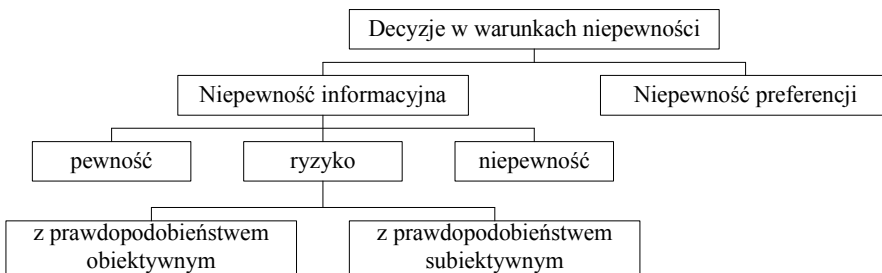 Decyzje w warunkach niepewności
Niepewność informacyjna
Niepewność preferencji
pewność
ryzyko
niepewność
z prawdopodobieństwem
obiektywnym
z prawdopodobieństwem
subiektywnym